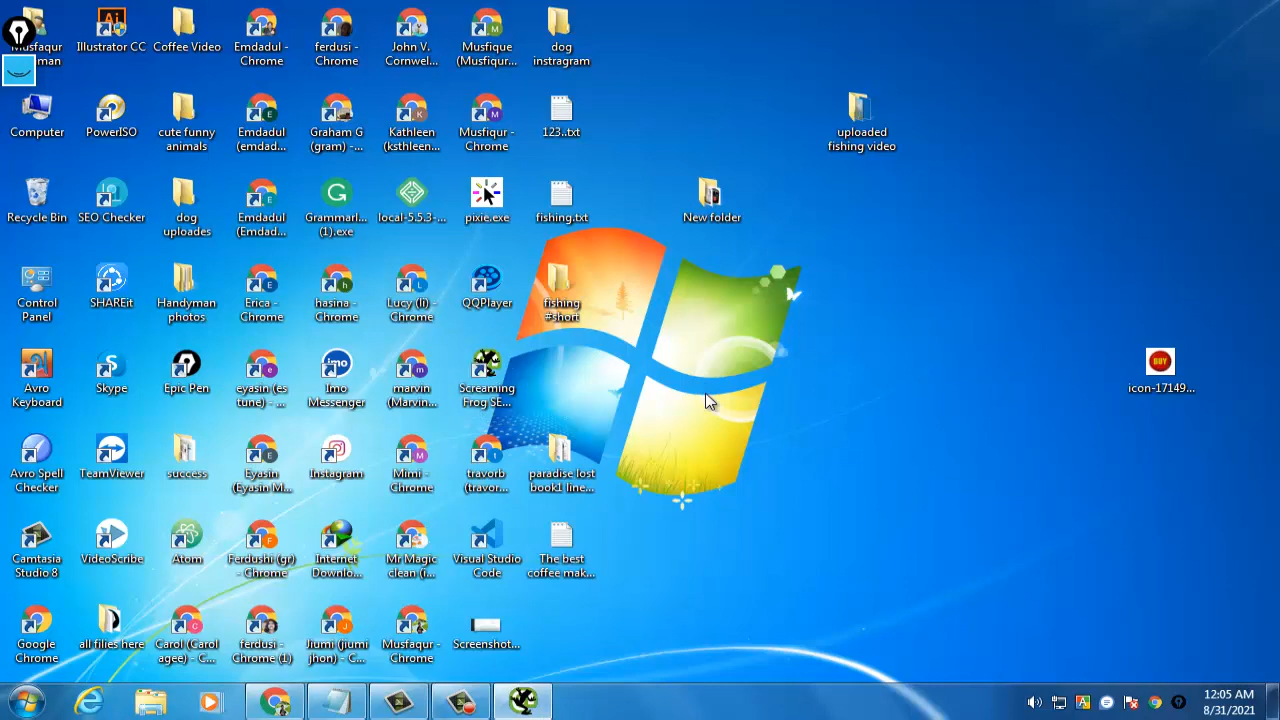 Musfaqur
man
Illustrator CC
Coffee Video
Emdadul -
Chrome
ferdusi -
Chrome
John V.
Cornwel...
Musfique
(Musfiqur...
dog
instragram
Computer
PowerISO
cute funny
animals
Emdadul
(emdad...
Graham G
(gram) -...
Kathleen
(ksthleen...
Musfiqur -
Chrome
123..txt
uploaded
fishing video
Recycle Bin
SEO Checker
dog
uploades
Emdadul
(Emdad...
Grammarl...
(1).exe
local-5.5.3-...
pixie.exe
fishing.txt
New folder
Control
Panel
SHAREit
Handyman
photos
Erica -
Chrome
hasina -
Chrome
Lucy (li) -
Chrome
QQPlayer
fishing
#short
Avro
Keyboard
Skype
Epic Pen
eyasin (es
tune) - ...
imo
Imo
Messenger
marvin
(Marvin...
Screaming
Frog SE...
BUY
icon-17149...
Avro Spell
Checker
TeamViewer
success
Eyasin
(Eyasin M...
Instagram
Mimi -
Chrome
travorb
(travor...
paradise lost
book1 line...
Camtasia
Studio 8
VideoScribe
Atom
Ferdushi (gr)
- Chrome
Internet
Downlo...
Mr Magic
clean (i...
Visual Studio
Code
The best
coffee mak...
Google
Chrome
all filies here
Carol (Carol
agee) - C...
ferdusi -
Chrome (1)
Jiumi (jiumi
jhon) - C...
Musfaqur -
Chrome
Screenshot...
12:05 AM
8/31/2021